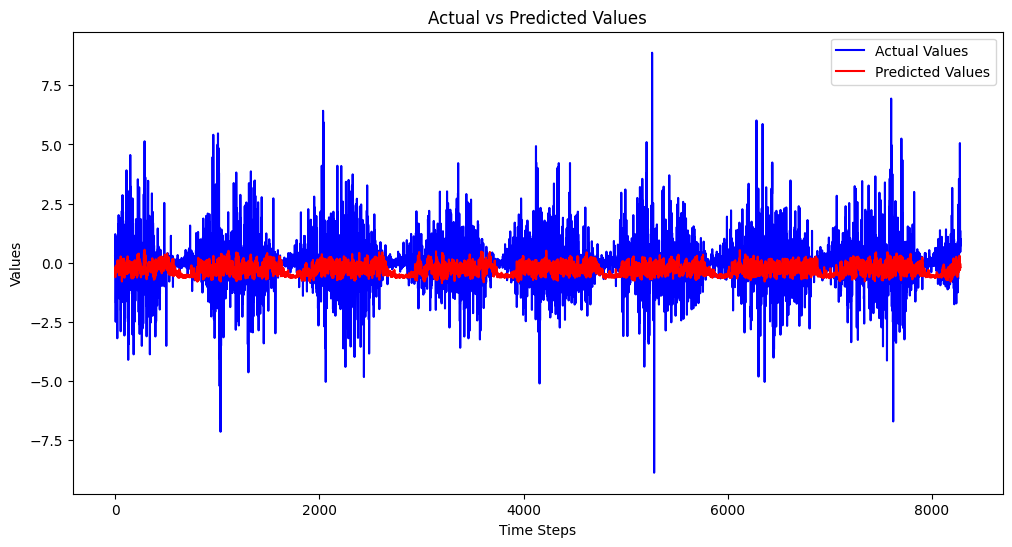 Actual vs Predicted Values
Actual Values
Predicted Values
7.5
5.0
2.5
0.0
−2.5
−5.0
−7.5
Values
0 2000 4000 6000 8000
Time Steps